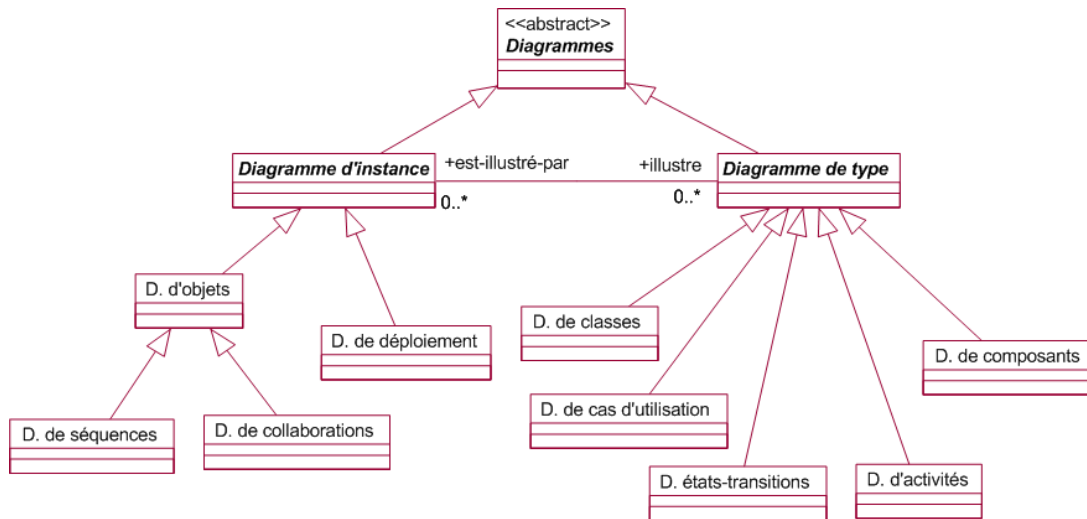 <<abstract>>
Diagrammes
Diagramme d'instance
+est-illustré-par
+illustre
Diagramme de type
0..*
0..*
D. d'objets
D. de déploiement
D. de classes
D. de composants
D. de séquences
D. de collaborations
D. de cas d'utilisation
D. états-transitions
D. d'activités